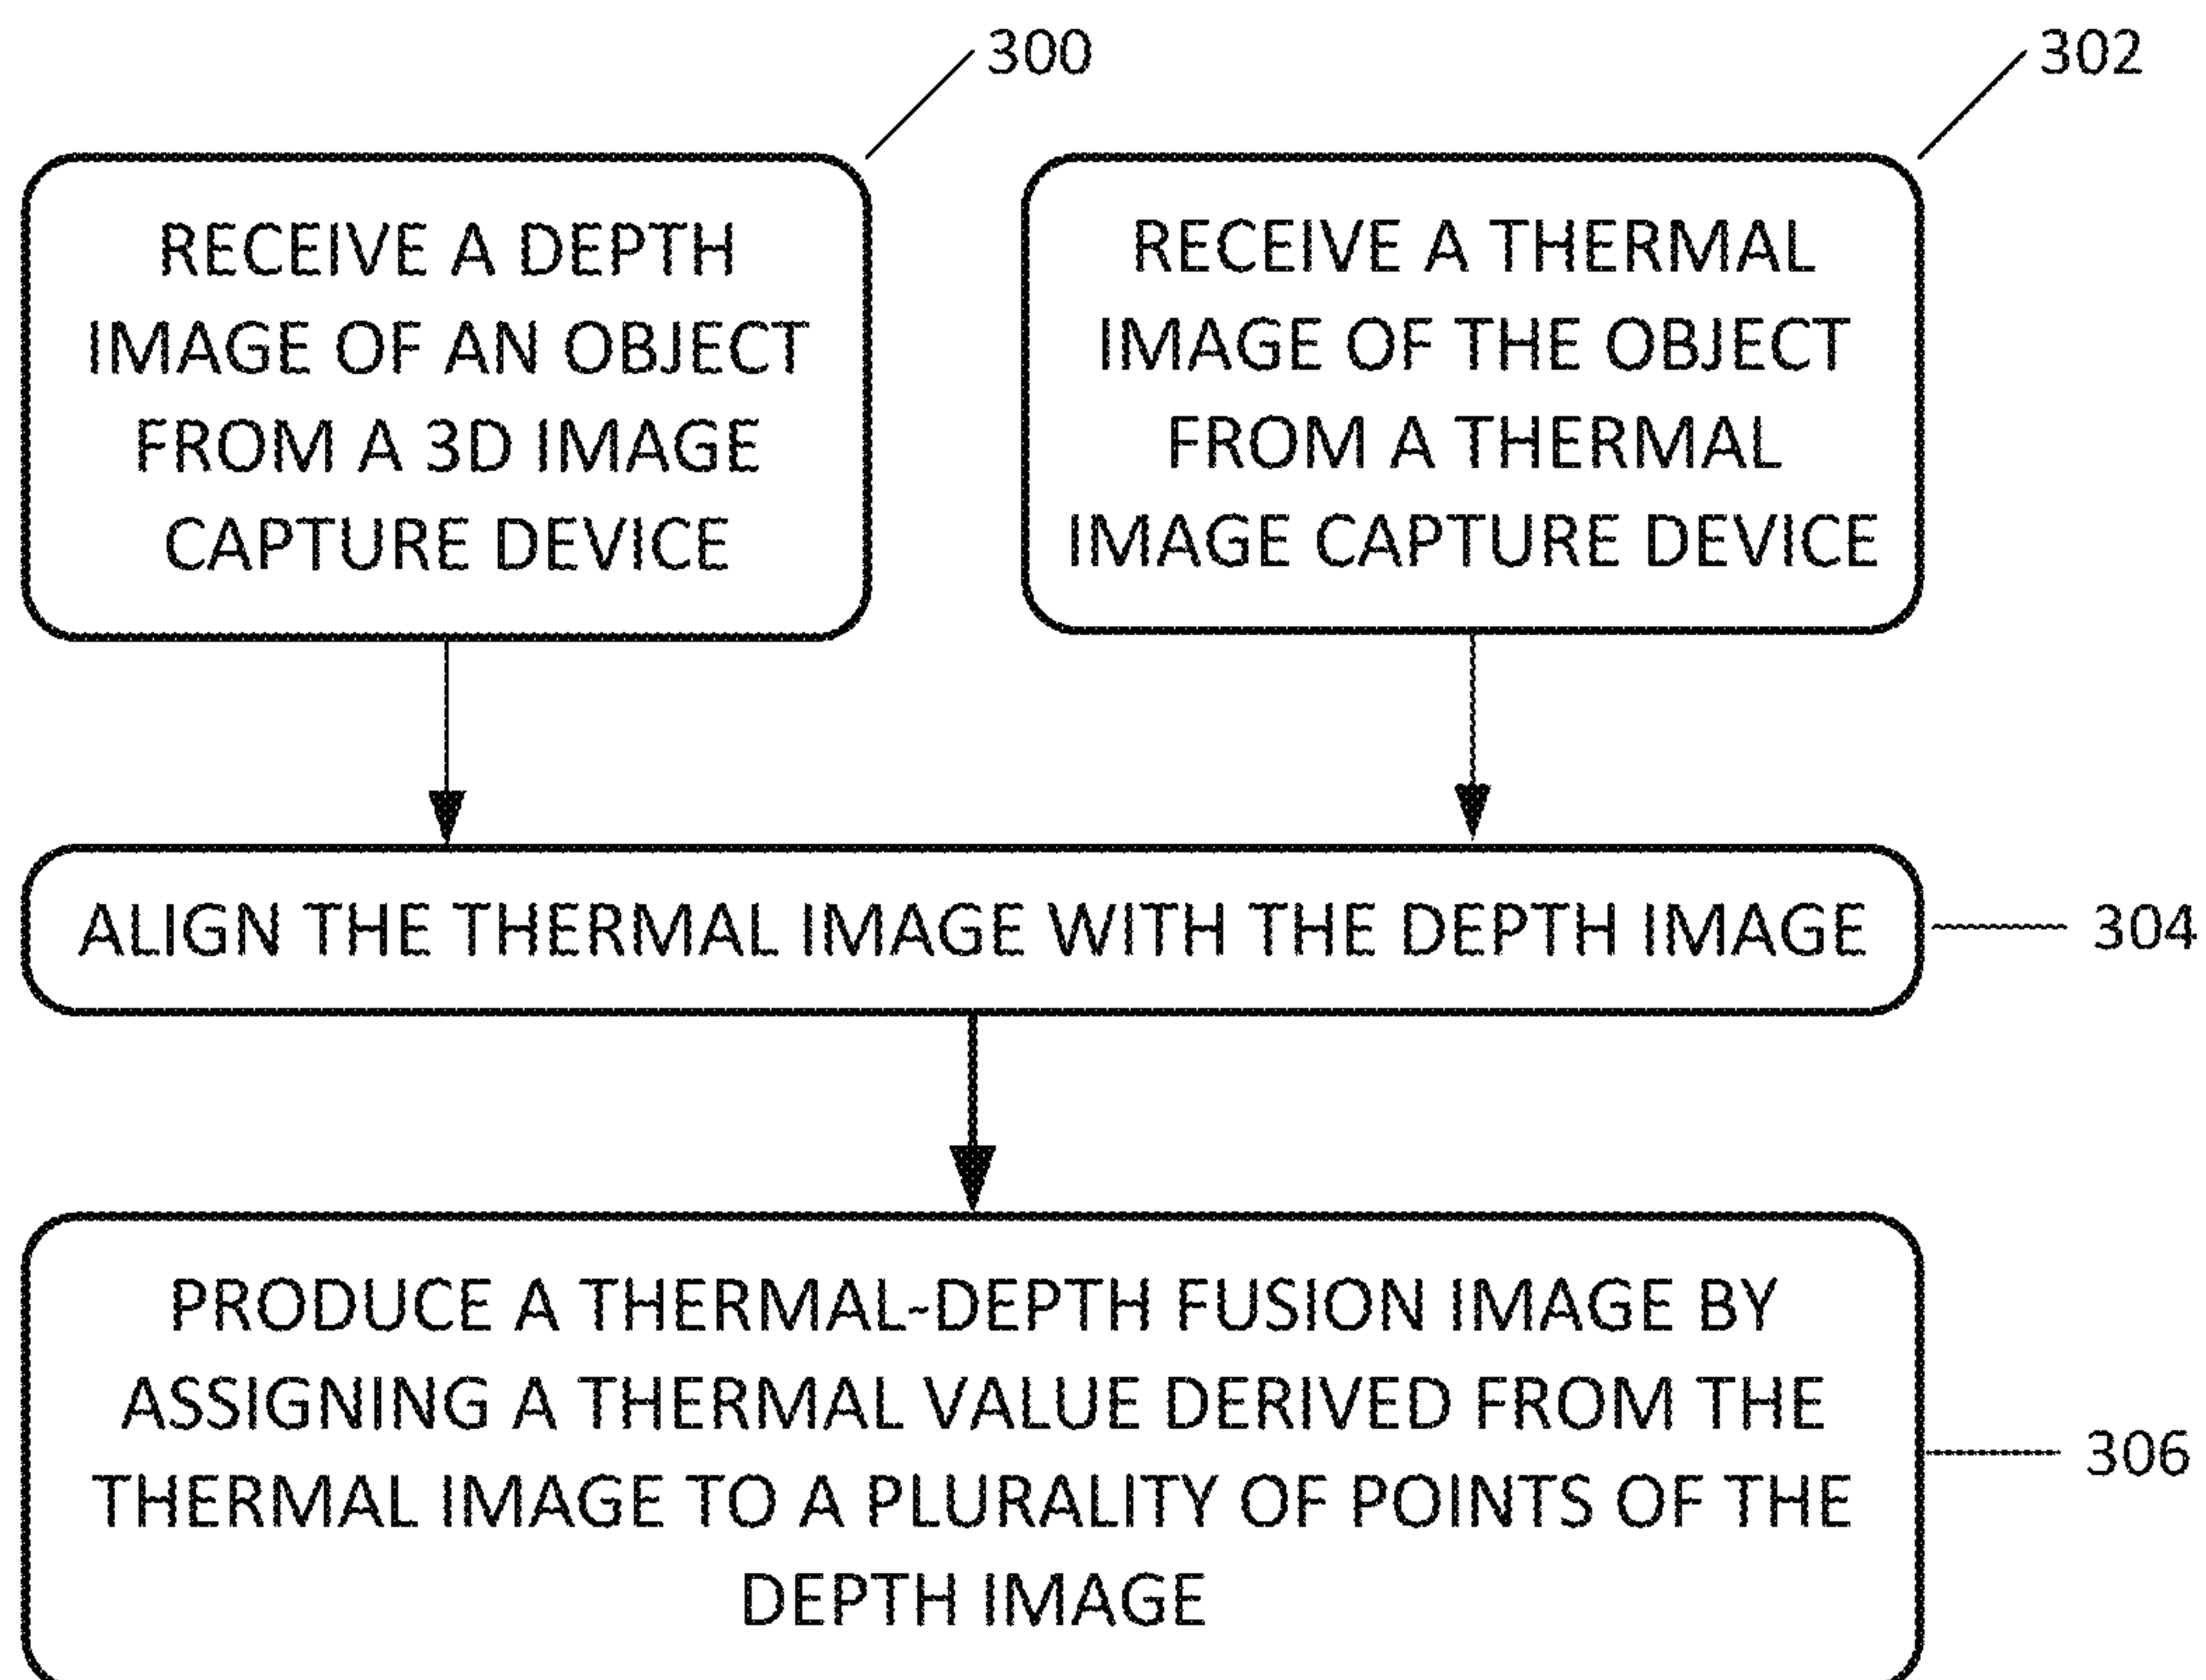 300
RECEIVE A DEPTH
IMAGE OF AN OBJECT
FROM A 3D IMAGE
CAPTURE DEVICE
302
RECEIVE A THERMAL
IMAGE OF THE OBJECT
FROM A THERMAL
IMAGE CAPTURE DEVICE
ALIGN THE THERMAL IMAGE WITH THE DEPTH IMAGE
304
PRODUCE A THERMAL-DEPTH FUSION IMAGE BY
ASSIGNING A THERMAL VALUE DERIVED FROM THE
THERMAL IMAGE TO A PLURALITY OF POINTS OF THE
DEPTH IMAGE
306